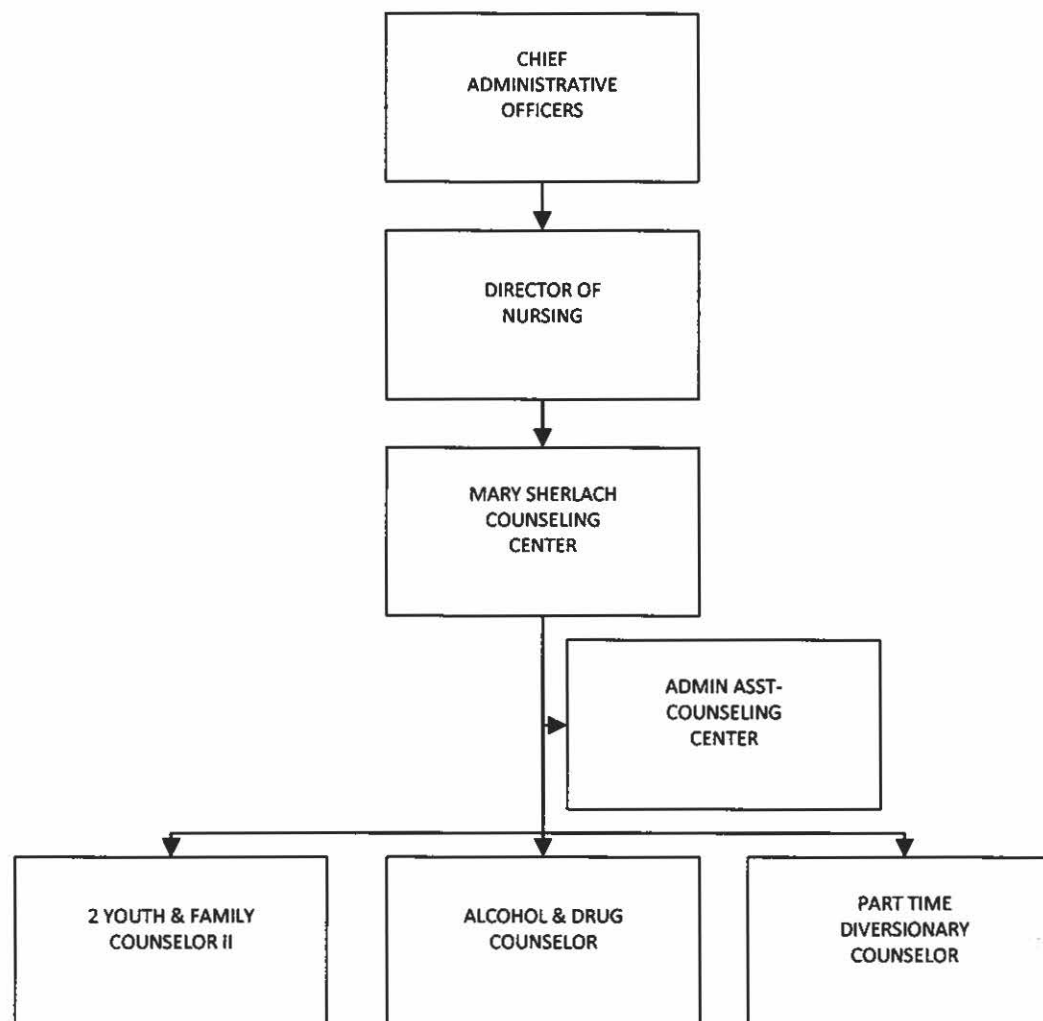 CHIEF
ADMINISTRATIVE
OFFICERS
DIRECTOR OF
NURSING
MARY SHERLACH
COUNSELING
CENTER
ADMIN ASST-
COUNSELING
CENTER
2 YOUTH & FAMILY
COUNSELOR II
ALCOHOL & DRUG
COUNSELOR
PART TIME
DIVERSIONARY
COUNSELOR